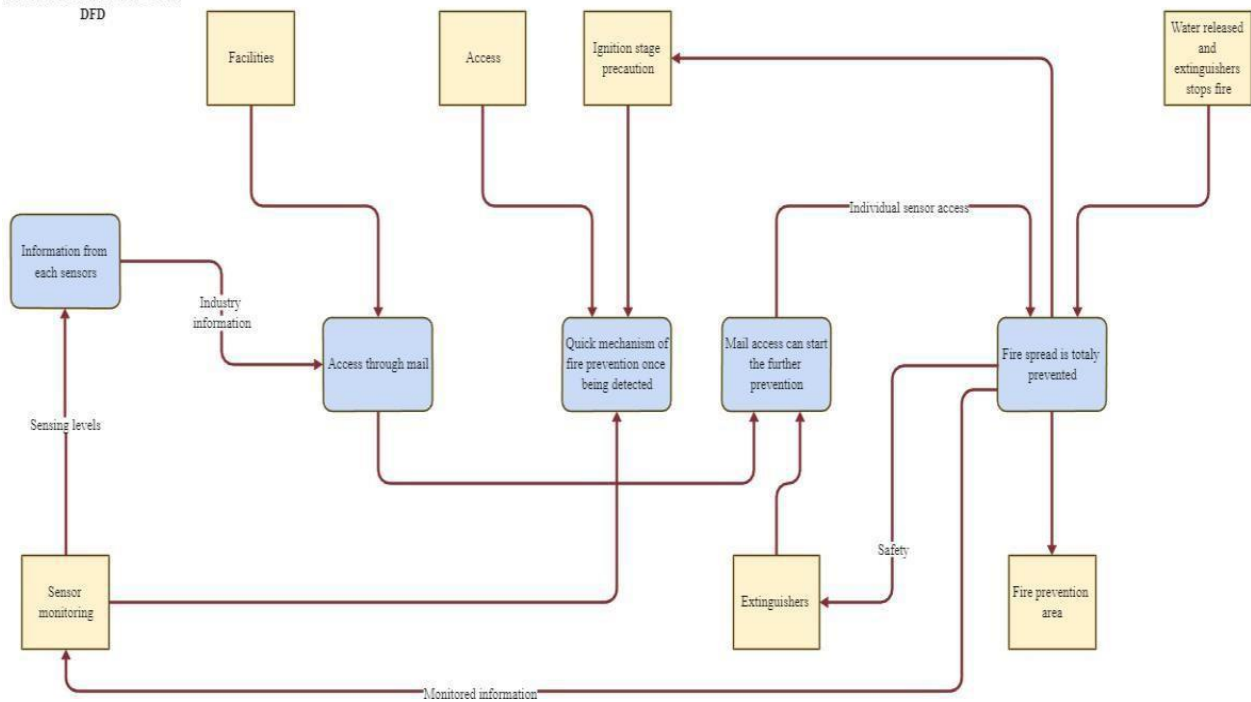 DFD
Facilities
Access
Ignition stage
precaution
Water released
and
extinguishers
stops fire
Individual sensor access
Information from
each sensors
Industry
information
Access through mail
Quick mechanism of
fire prevention once
being detected
Mail access can start
the further
prevention
Fire spread is totaly
prevented
Sensing levels
Safety
Sensor
monitoring
Extinguishers
Fire prevention
area
Monitored information